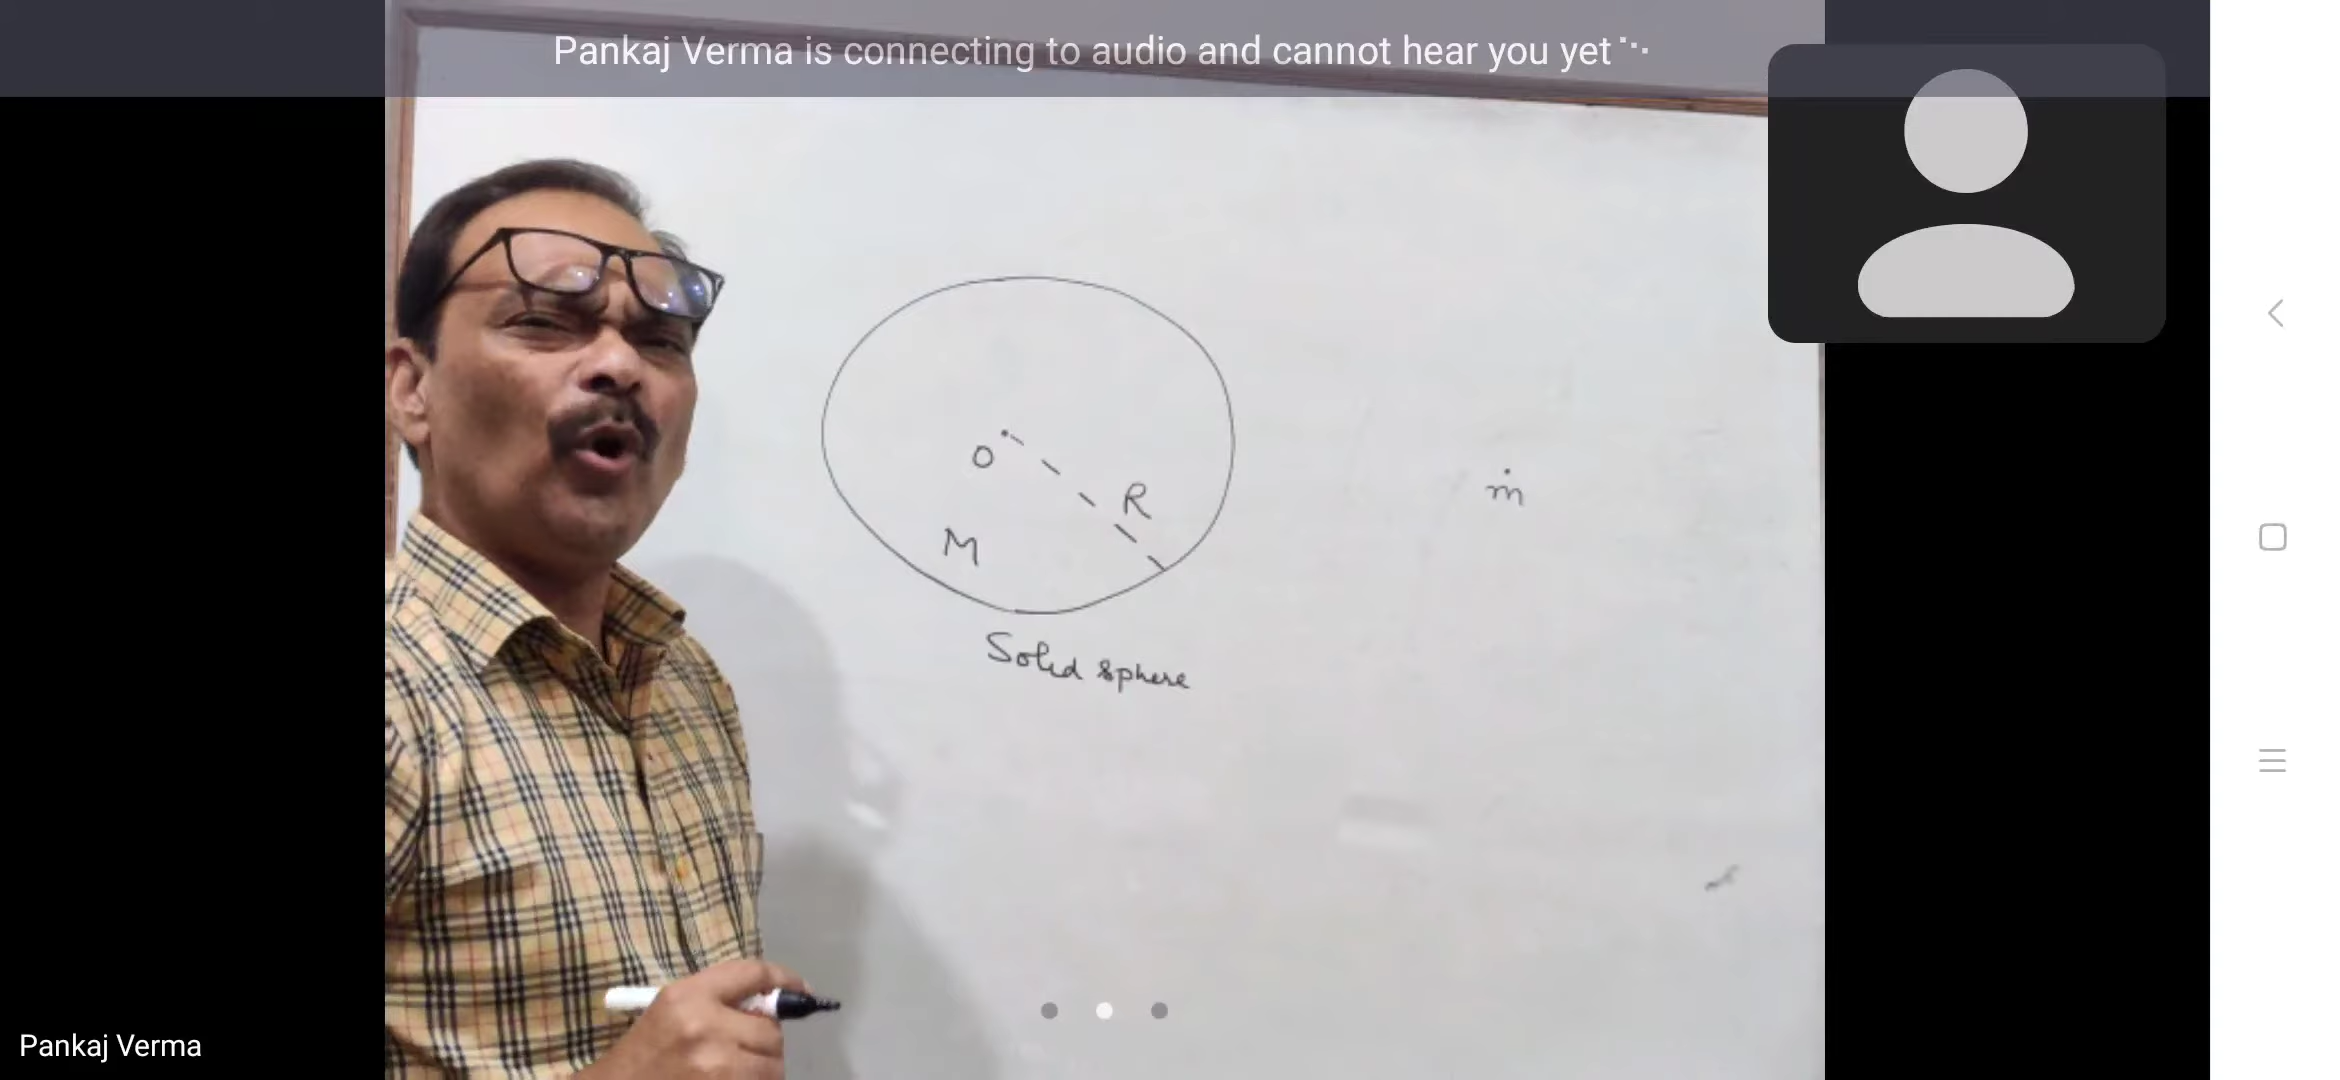 Pankaj Verma is connecting to audio and cannot hear you yet
O
R
M
m
Solid sphere
Pankaj Verma